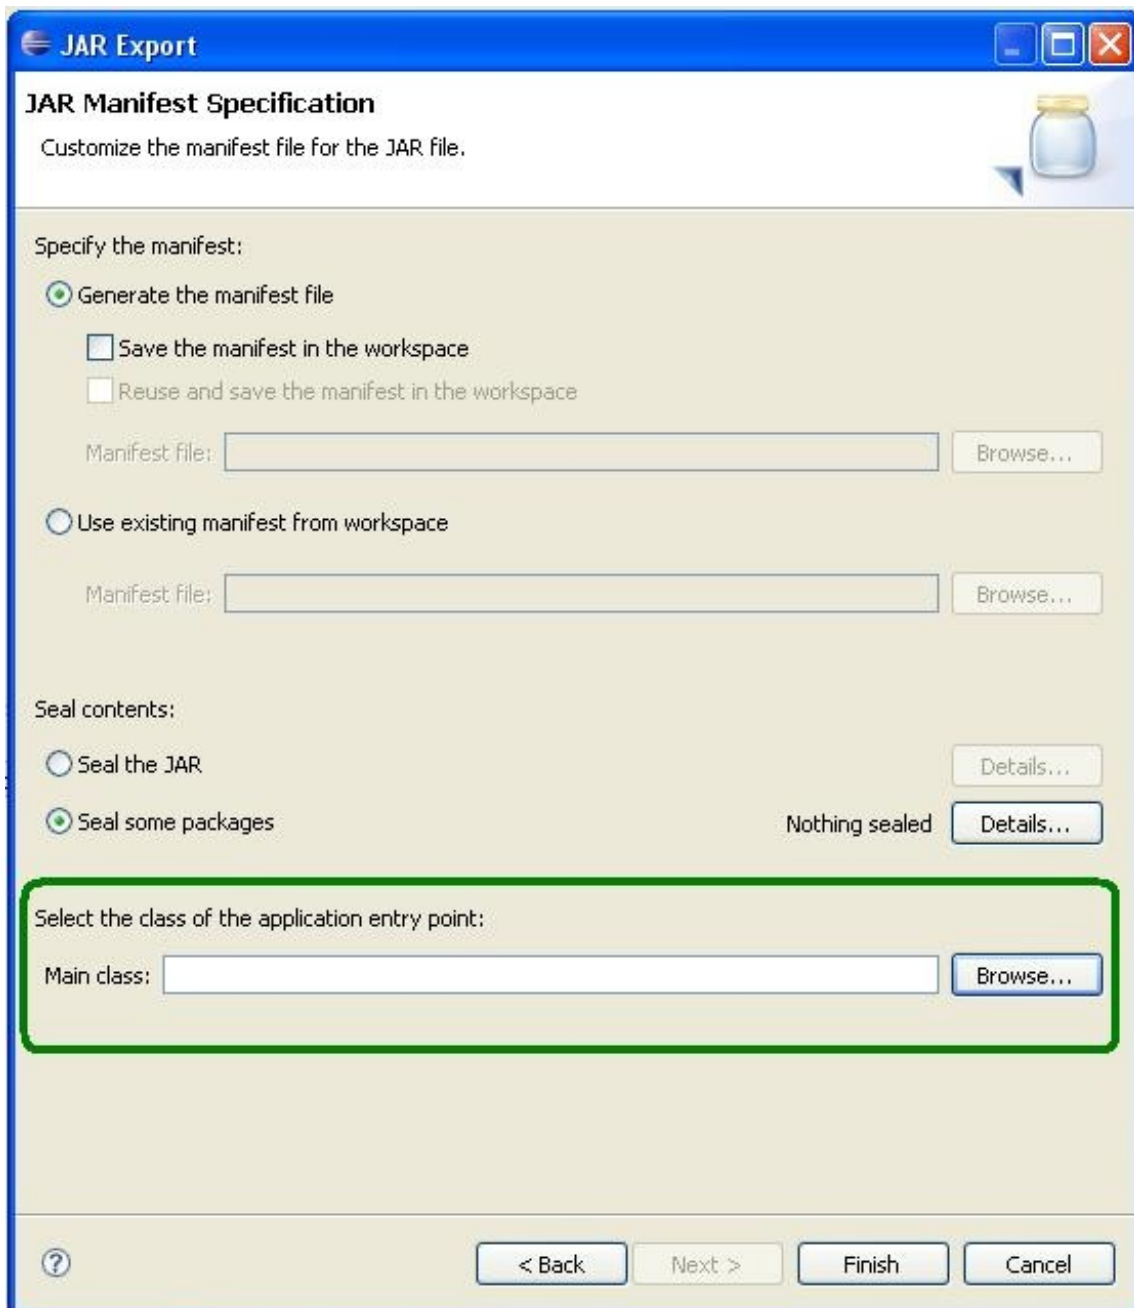 JAR Export
JAR Manifest Specification
Customize the manifest file for the JAR file.
Specify the manifest:
Generate the manifest file
Save the manifest in the workspace
Reuse and save the manifest in the workspace
Manifest file: Browse...
Use existing manifest from workspace
Manifest file: Browse...
Seal contents:
Seal the JAR Details...
Seal some packages Nothing sealed Details...
Select the class of the application entry point:
Main class: Browse...
? < Back Next > Finish Cancel